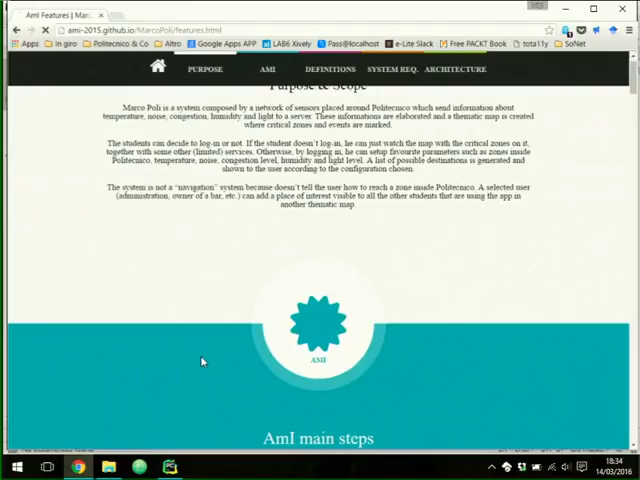 AmI Features | Mar
ami-2015.github.io/MarcoPoli/features.html
Apps In giro Politecnico & Co Altro Google Apps APP LAB6 Xively Pass@localhost e-Lite Slack Free PACKT Book tota11y SoNet
PURPOSE AMI DEFINITIONS SYSTEM REQ. ARCHITECTURE
Purpose & Scope
Marco Poli is a system composed by a network of sensors placed around Politecnico which send information about
temperature, noise, congestion, humidity and light to a server. These informations are elaborated and a thematic map is created
where critical zones and events are marked.
The students can decide to log-in or not. If the student doesn't log-in, he can just watch the map with the critical zones on it,
together with some other (limited) services. Otherwise, by logging in, he can setup favourite parameters such as zones inside
Politecnico, temperature, noise, congestion level, humidity and light level. A list of possible destinations is generated and
shown to the user according to the configuration chosen.
The system is not a "navigation" system because doesn't tell the user how to reach a zone inside Politecnico. A selected user
(administration, owner of a bar, etc.) can add a place of interest visible to all the other students that are using the app in
another thematic map.
AMI
AmI main steps
18:34
14/03/2016